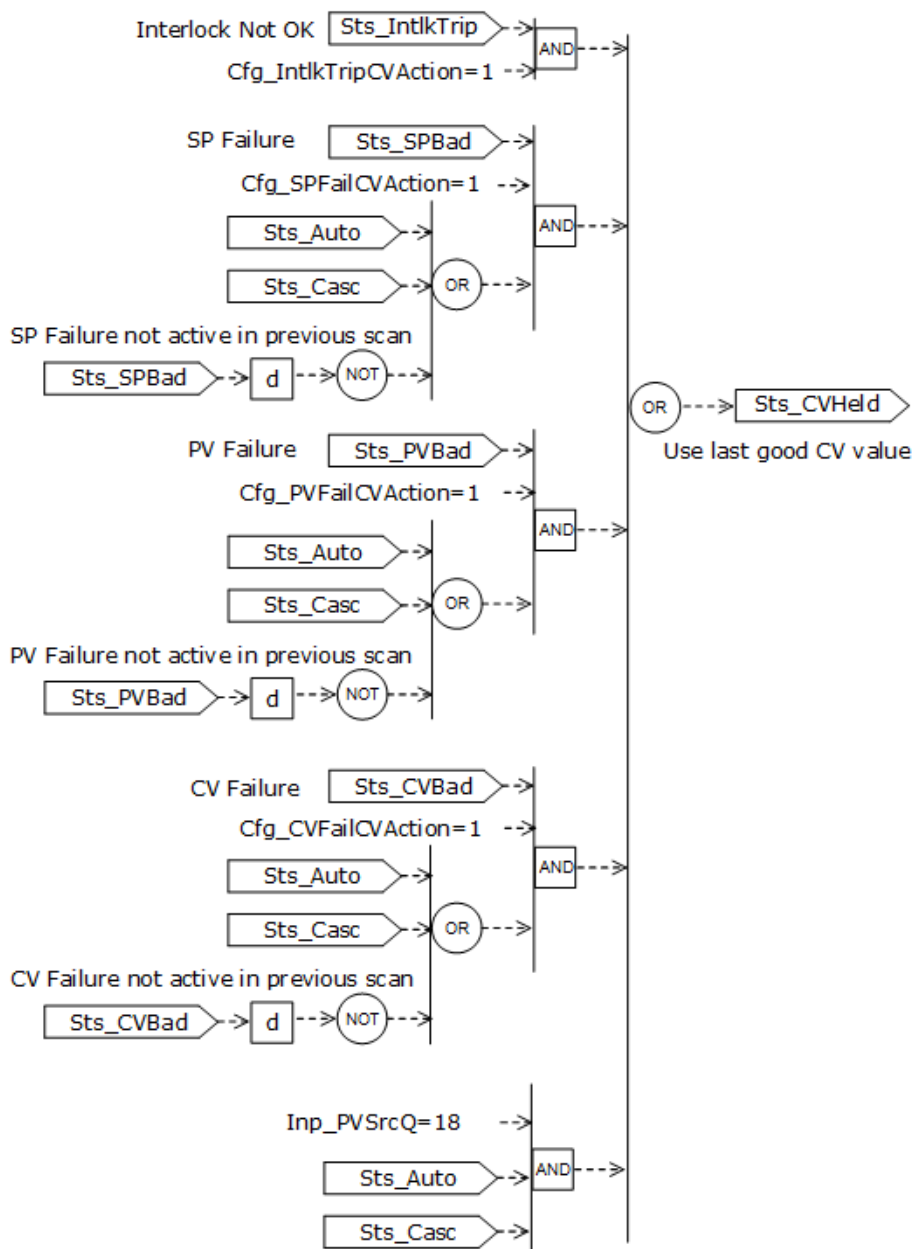 Interlock Not OK Sts_IntlkTrip
AND
Cfg_IntlkTripCVAction=1
SP Failure Sts_SPBad
Cfg_SPFailCVAction=1
AND
Sts_Auto
Sts_Casc OR
SP Failure not active in previous scan
Sts_SPBad d NOT
OR Sts_CVHeld
Use last good CV value
PV Failure Sts_PVBad
Cfg_PVFailCVAction=1
AND
Sts_Auto
Sts_Casc OR
PV Failure not active in previous scan
Sts_PVBad d NOT
CV Failure Sts_CVBad
Cfg_CVFailCVAction=1
AND
Sts_Auto
Sts_Casc OR
CV Failure not active in previous scan
Sts_CVBad d NOT
Inp_PVSrcQ=18
AND
Sts_Auto
Sts_Casc